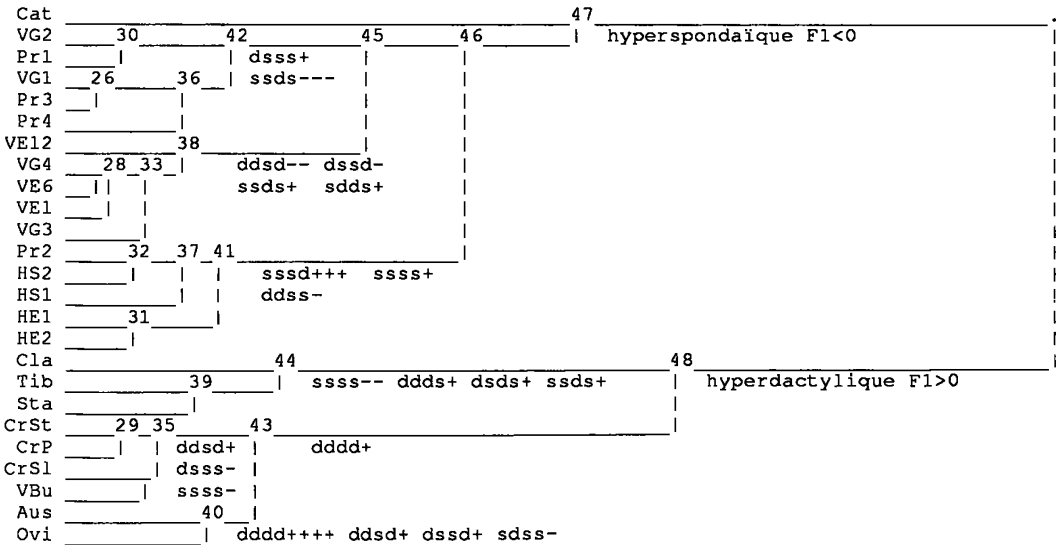 Cat 47
VG2 30 42 45 46 hyperspondaïque F1<0
Pr1 dsss+
VG1 26 36 ssds---
Pr3
Pr4
VE12 38
VG4 28 33 ddsd-- dssd-
VE6 ssds+ sdds+
VE1
VG3
Pr2 32 37 41
HS2 sssd+++ ssss+
HS1 ddss-
HE1 31
HE2
Cla 44 48
Tib 39 ssss-- ddds+ dsds+ ssds+ hyperdactylique F1>0
Sta
CrSt 29 35 43
CrP ddsd+ dddd+
CrSl dsss-
VBu ssss-
Aus 40
Ovi dddd++++ ddsd+ dssd+ sdss-